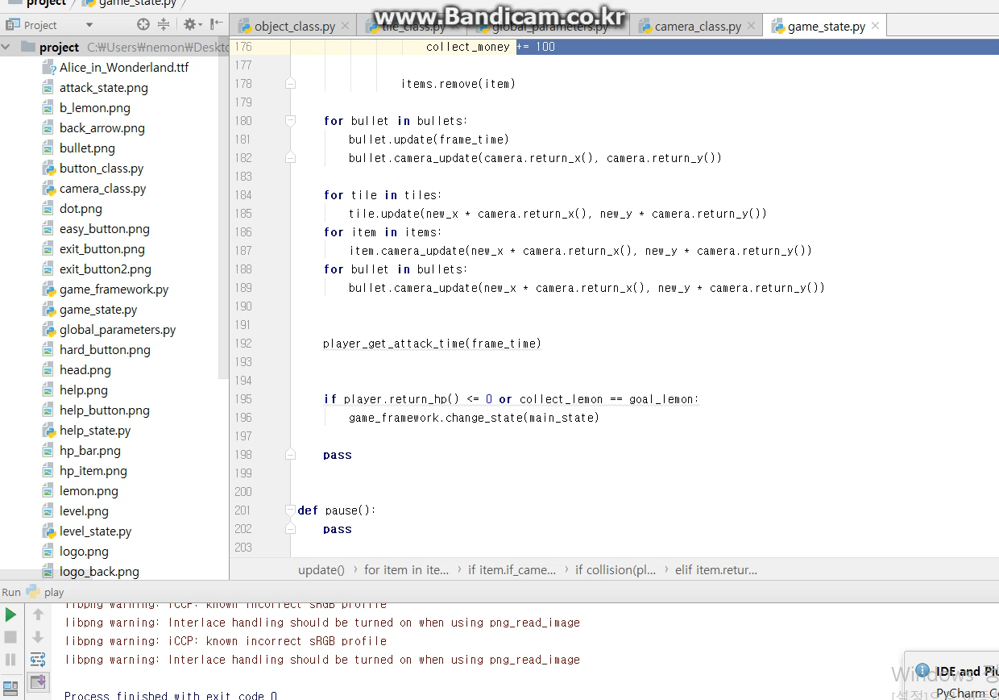 project game_state.py
www.Bandicam.co.kr
Project
object_class.py tile_class.py global_parameters.py camera_class.py game_state.py
project C:₩Users₩nemon₩Deskto
Alice_in_Wonderland.ttf
attack_state.png
b_lemon.png
back_arrow.png
bullet.png
button_class.py
camera_class.py
dot.png
easy_button.png
exit_button.png
exit_button2.png
game_framework.py
game_state.py
global_parameters.py
hard_button.png
head.png
help.png
help_button.png
help_state.py
hp_bar.png
hp_item.png
lemon.png
level.png
level_state.py
logo.png
logo_back.png
176 collect_money += 100
177
178 items.remove(item)
179
180 for bullet in bullets:
181 bullet.update(frame_time)
182 bullet.camera_update(camera.return_x(), camera.return_y())
183
184 for tile in tiles:
185 tile.update(new_x * camera.return_x(), new_y * camera.return_y())
186 for item in items:
187 item.camera_update(new_x * camera.return_x(), new_y * camera.return_y())
188 for bullet in bullets:
189 bullet.camera_update(new_x * camera.return_x(), new_y * camera.return_y())
190
191
192 player_get_attack_time(frame_time)
193
194
195 if player.return_hp() <= 0 or collect_lemon == goal_lemon:
196 game_framework.change_state(main_state)
197
198 pass
199
200
201 def pause():
202 pass
203
update() › for item in ite... › if item.if_came... › if collision(pl... › elif item.retur...
Run play
libpng warning: iCCP: known incorrect sRGB profile
libpng warning: Interlace handling should be turned on when using png_read_image
libpng warning: iCCP: known incorrect sRGB profile
libpng warning: Interlace handling should be turned on when using png_read_image
Process finished with exit code 0
IDE and Plu
PyCharm C
Windows